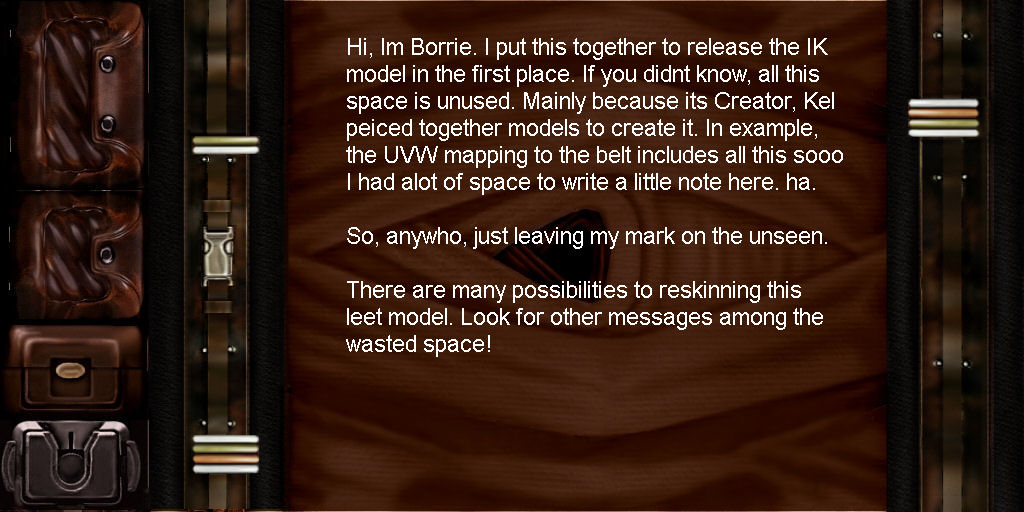 Hi, Im Borrie. I put this together to release the IK
model in the first place. If you didnt know, all this
space is unused. Mainly because its Creator, Kel
peiced together models to create it. In example,
the UVW mapping to the belt includes all this sooo
I had alot of space to write a little note here. ha.
So, anywho, just leaving my mark on the unseen.
There are many possibilities to reskinning this
leet model. Look for other messages among the
wasted space!